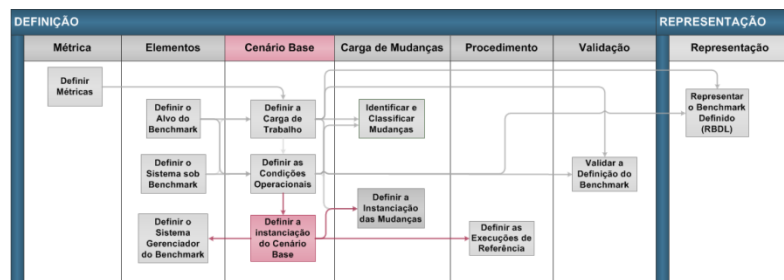 DEFINIÇÃO
REPRESENTAÇÃO
Métrica
Elementos
Cenário Base
Carga de Mudanças
Procedimento
Validação
Representação
Definir
Métricas
Definir o
Alvo do
Benchmark
Definir a
Carga de
Trabalho
Identificar e
Classificar
Mudanças
Representar
o Benchmark
Definido
(RBDL)
Definir o
Sistema sob
Benchmark
Definir as
Condições
Operacionais
Validar a
Definição do
Benchmark
Definir a
Instanciação
das Mudanças
Definir o
Sistema
Gerenciador
do Benchmark
Definir a
instanciação
do Cenário
Base
Definir as
Execuções de
Referência